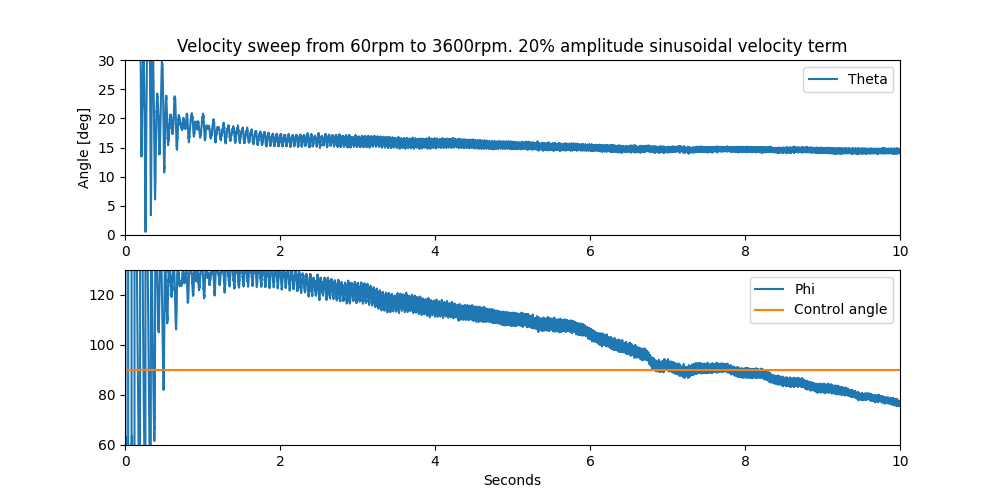 Velocity sweep from 60rpm to 3600rpm. 20% amplitude sinusoidal velocity term
30
25
20
15
10
5
0
Angle [deg]
Theta
0 2 4 6 8 10
120
100
80
60
Phi
Control angle
0 2 4 6 8 10
Seconds